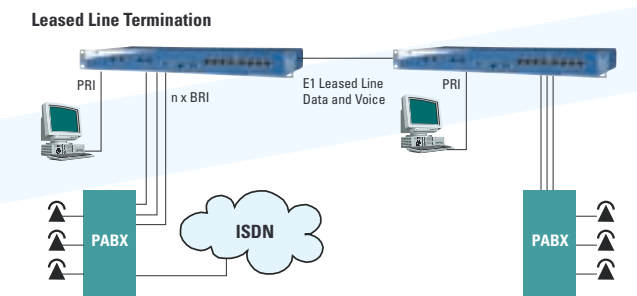 Leased Line Termination
PRI
n x BRI
E1 Leased Line
Data and Voice
PRI
PABX
ISDN
PABX